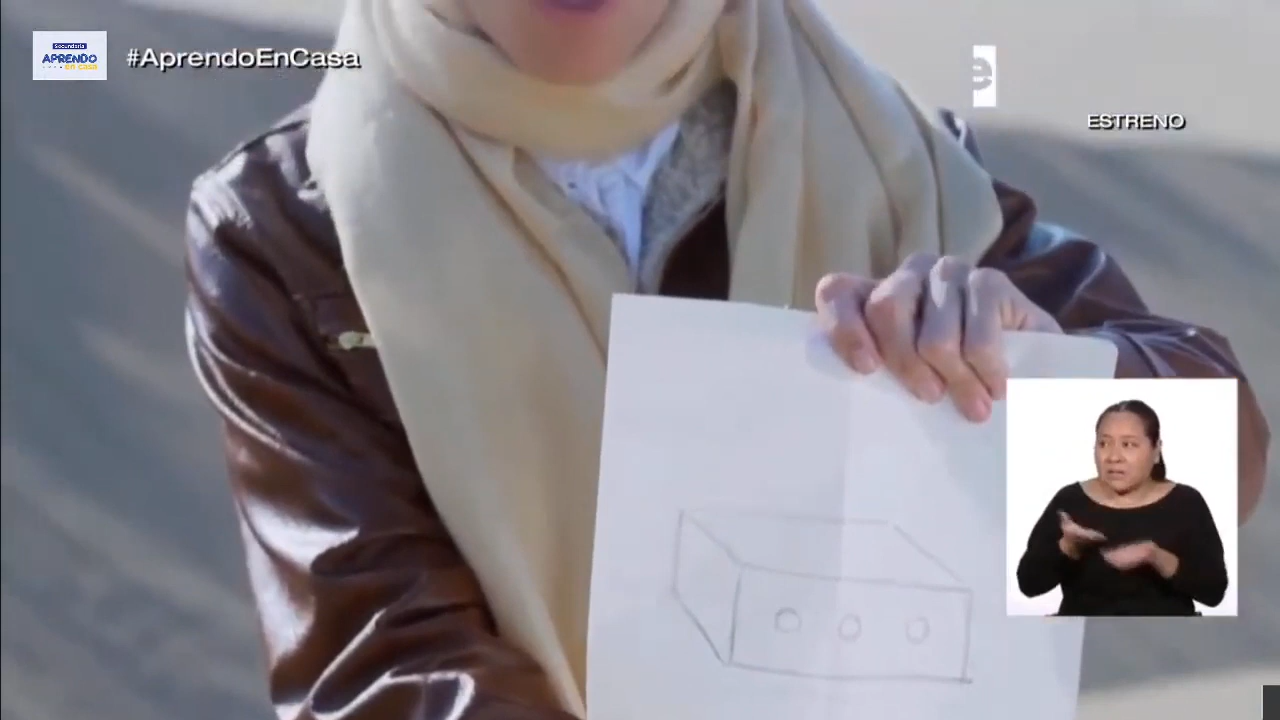 Secundaria
APRENDO
en casa
#AprendoEnCasa
e
ESTRENO